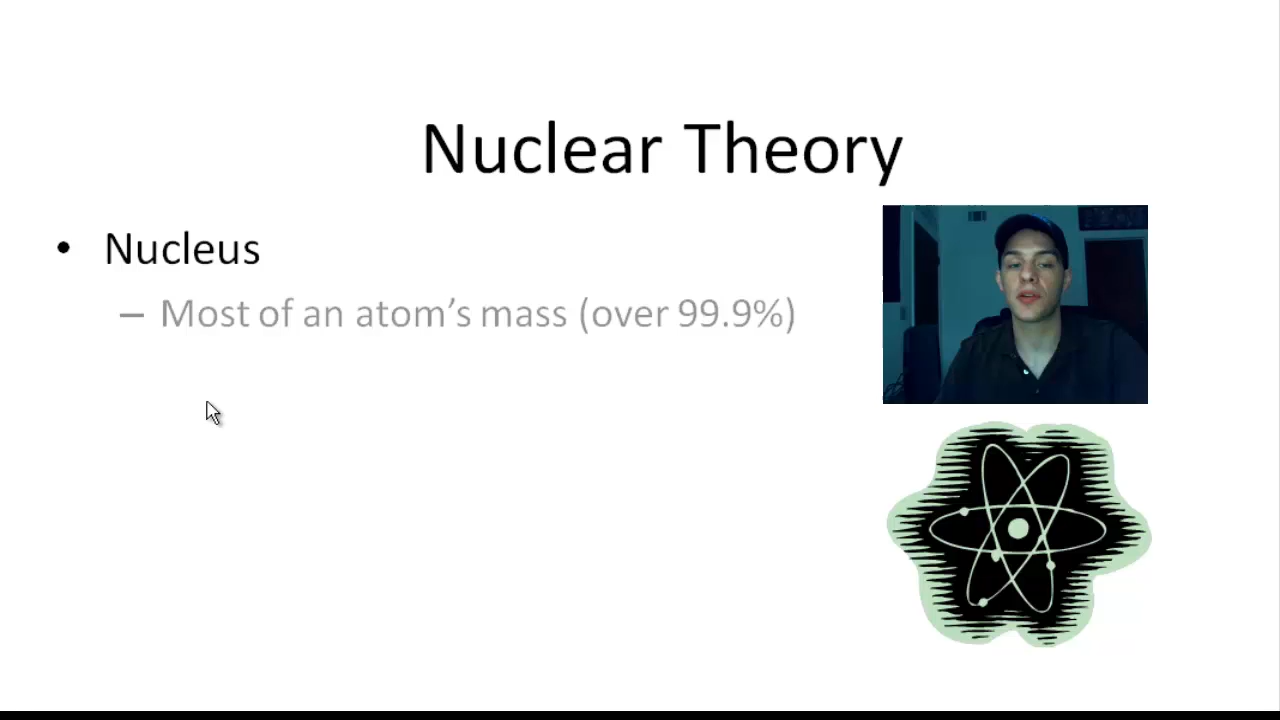 Nuclear Theory
• Nucleus
– Most of an atom’s mass (over 99.9%)